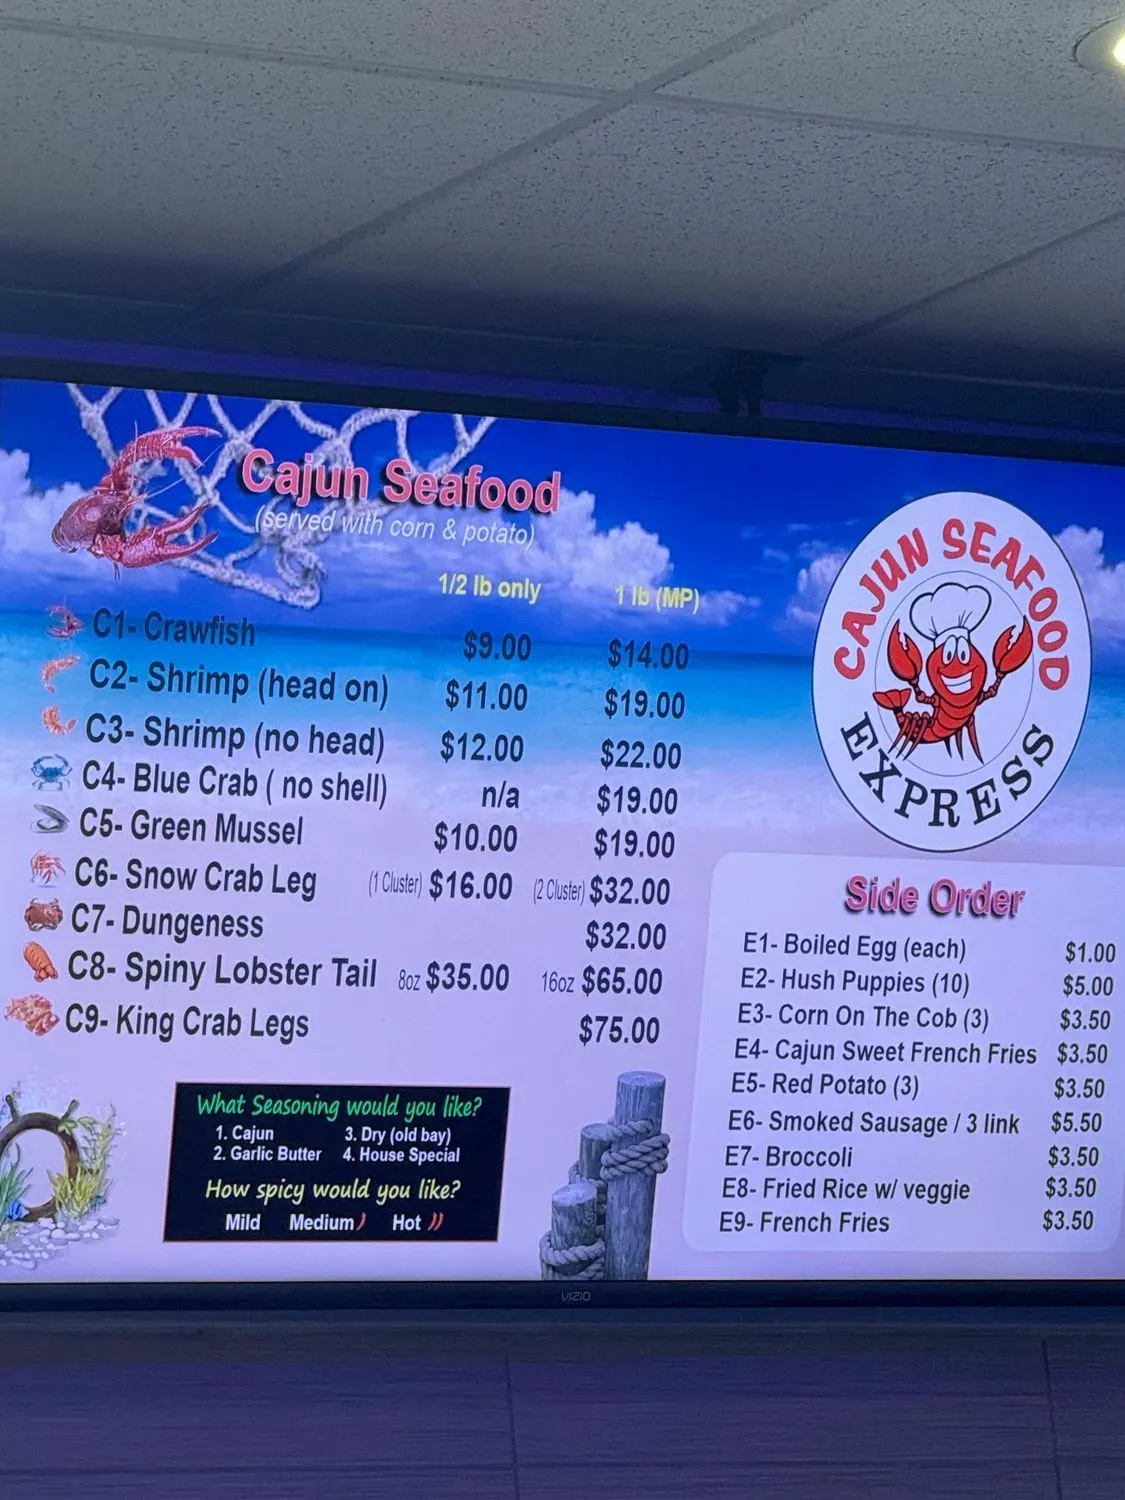 Cajun Seafood
(served with corn & potato)
1/2 lb only 1 lb (MP)
C1- Crawfish $9.00 $14.00
C2- Shrimp (head on) $11.00 $19.00
C3- Shrimp (no head) $12.00 $22.00
C4- Blue Crab ( no shell) n/a $19.00
C5- Green Mussel $10.00 $19.00
C6- Snow Crab Leg (1 Cluster) $16.00 (2 Cluster) $32.00
C7- Dungeness $32.00
C8- Spiny Lobster Tail 8oz $35.00 16oz $65.00
C9- King Crab Legs $75.00
What Seasoning would you like?
1. Cajun 3. Dry (old bay)
2. Garlic Butter 4. House Special
How spicy would you like?
Mild Medium Hot
CAJUN SEAFOOD
EXPRESS
Side Order
E1- Boiled Egg (each) $1.00
E2- Hush Puppies (10) $5.00
E3- Corn On The Cob (3) $3.50
E4- Cajun Sweet French Fries $3.50
E5- Red Potato (3) $3.50
E6- Smoked Sausage / 3 link $5.50
E7- Broccoli $3.50
E8- Fried Rice w/ veggie $3.50
E9- French Fries $3.50
VIZIO